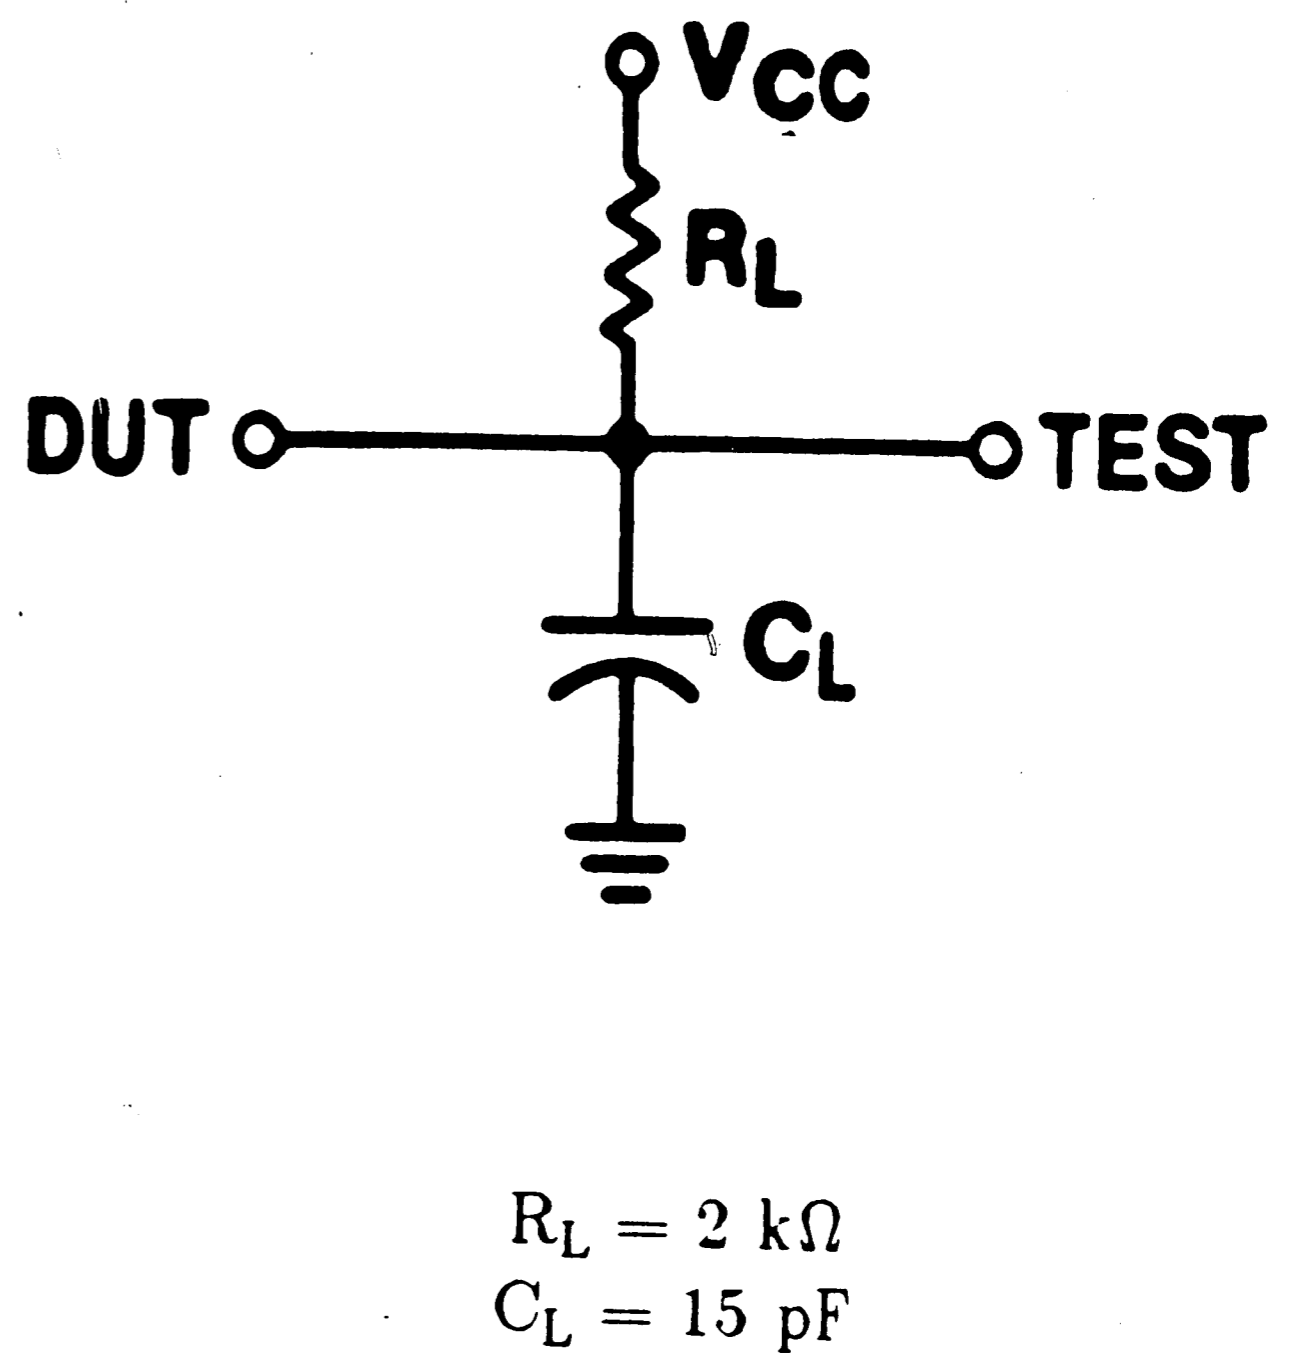 VCC
RL
DUT TEST
CL
RL = 2 kΩ
CL = 15 pF